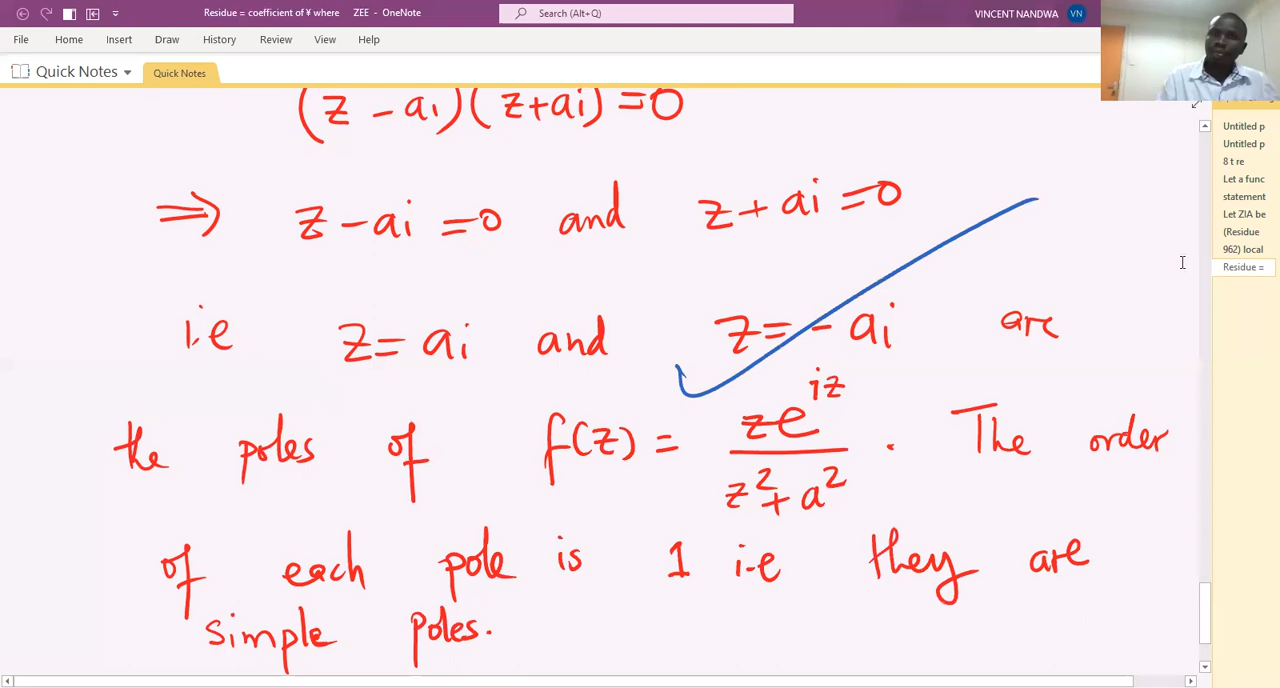 Residue = coefficient of ¥ where ZEE - OneNote
Search (Alt+Q)
VINCENT NANDWA VN
File Home Insert Draw History Review View Help
Quick Notes Quick Notes
(z - ai)(z+ai) = 0
⇒ z - ai = 0 and z + ai = 0
i.e z = ai and z = - ai are
the poles of f(z) = ze^{iz} / z^2 + a^2 . The order
of each pole is 1 i.e they are
simple poles.
Untitled p
Untitled p
8 t re
Let a func
statement
Let ZIA be
(Residue
962) local
Residue =